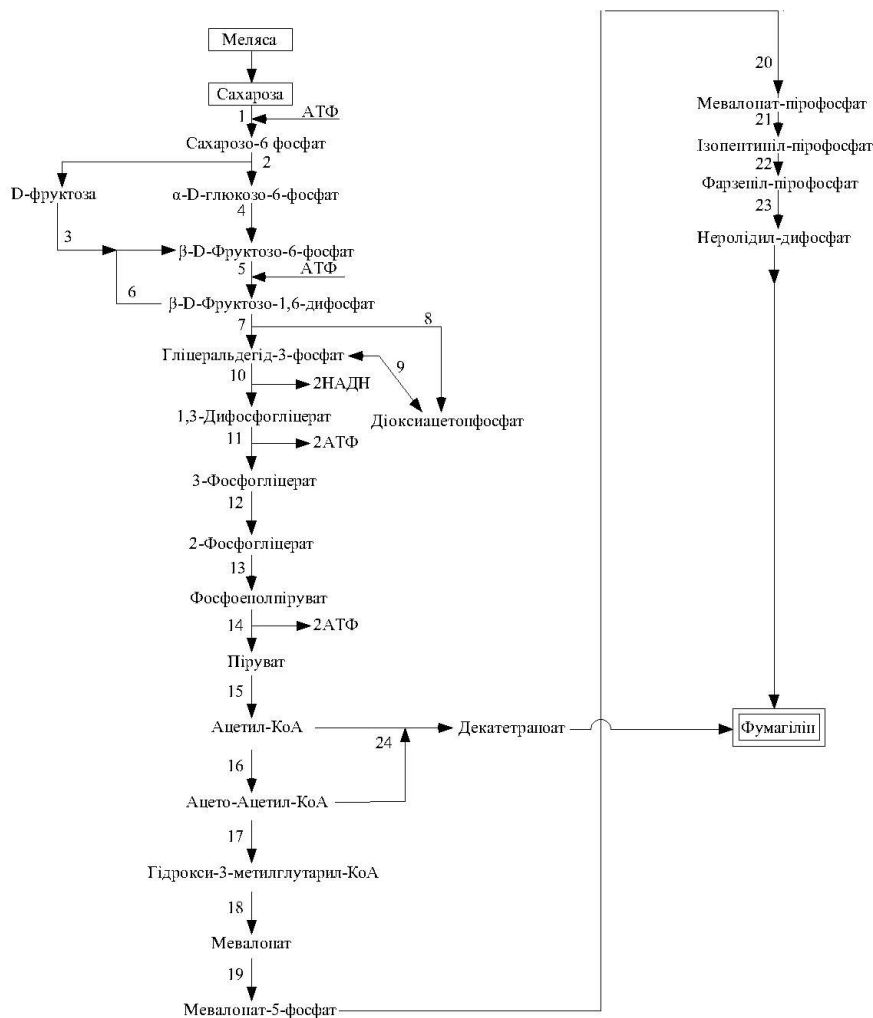 Меляса
Сахароза
1
АТФ
Сахарозо-6 фосфат
2
D-фруктоза
α-D-глюкозо-6-фосфат
3
4
β-D-Фруктозо-6-фосфат
5
АТФ
6
β-D-Фруктозо-1,6-дифосфат
7
8
Гліцеральдегід-3-фосфат
9
10
2НАДН
1,3-Дифосфогліцерат
Діоксиацетонфосфат
11
2АТФ
3-Фосфогліцерат
12
2-Фосфогліцерат
13
Фосфоенолпіруват
14
2АТФ
Піруват
15
Ацетил-КоА
24
Декатетраноат
16
Ацето-Ацетил-КоА
17
Гідрокси-3-метилглутарил-КоА
18
Мевалонат
19
Мевалонат-5-фосфат
20
Мевалонат-пірофосфат
21
Ізопентиніл-пірофосфат
22
Фарзеніл-пірофосфат
23
Неролідил-дифосфат
Фумагілін